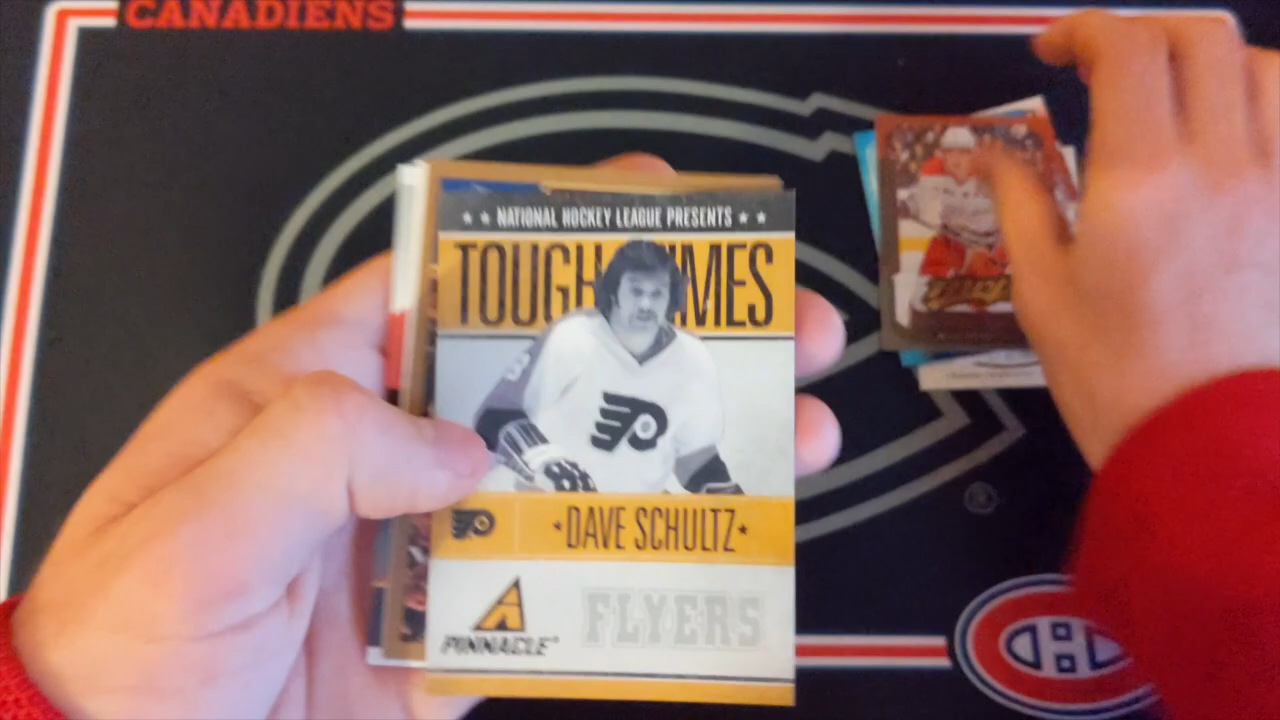 CANADIENS
★ ★ NATIONAL HOCKEY LEAGUE PRESENTS ★ ★
TOUGH TIMES
★DAVE SCHULTZ★
PINNACLE
FLYERS